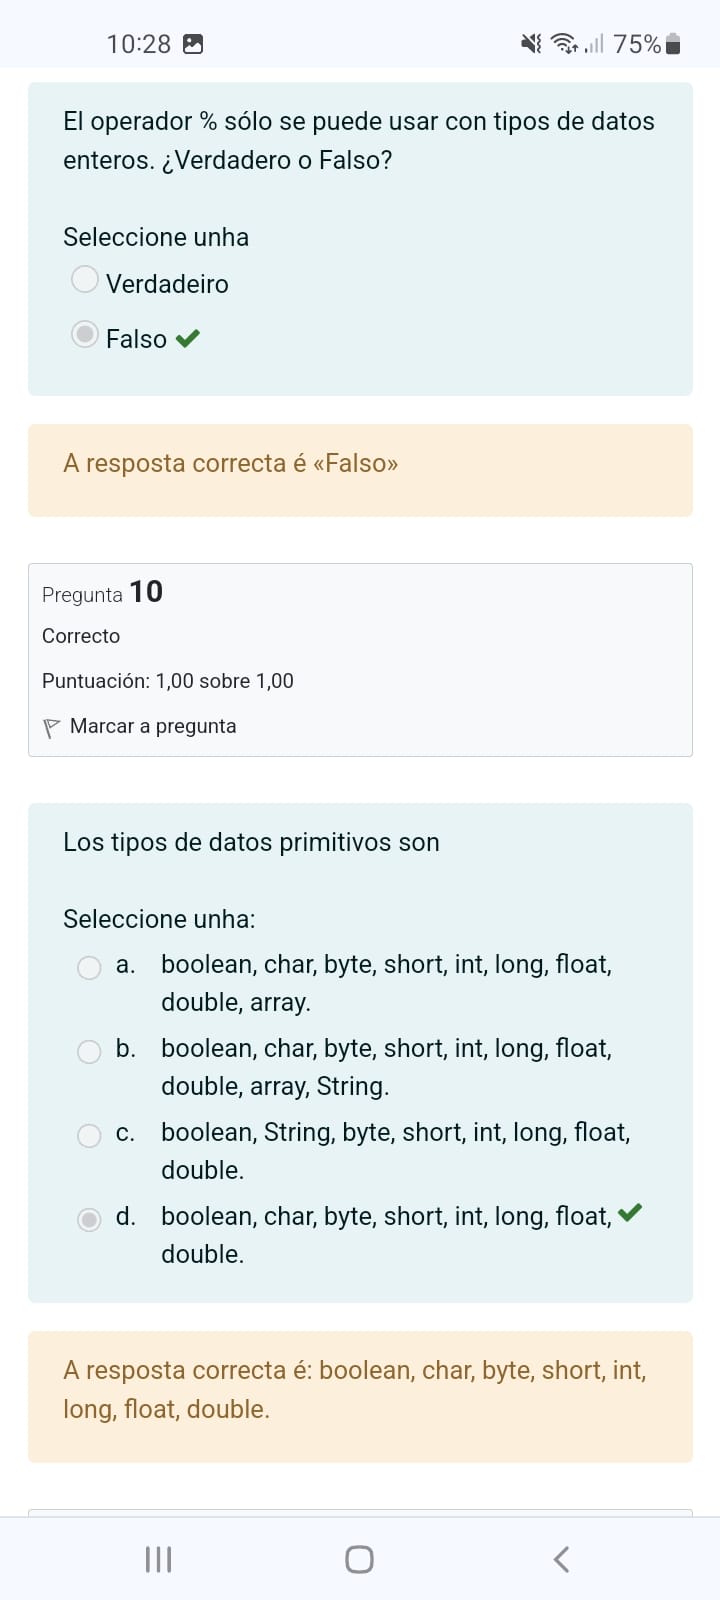 10:28
75%
El operador % sólo se puede usar con tipos de datos
enteros. ¿Verdadero o Falso?
Seleccione unha
Verdadeiro
Falso
A resposta correcta é «Falso»
Pregunta 10
Correcto
Puntuación: 1,00 sobre 1,00
Marcar a pregunta
Los tipos de datos primitivos son
Seleccione unha:
a. boolean, char, byte, short, int, long, float,
double, array.
b. boolean, char, byte, short, int, long, float,
double, array, String.
c. boolean, String, byte, short, int, long, float,
double.
d. boolean, char, byte, short, int, long, float,
double.
A resposta correcta é: boolean, char, byte, short, int,
long, float, double.